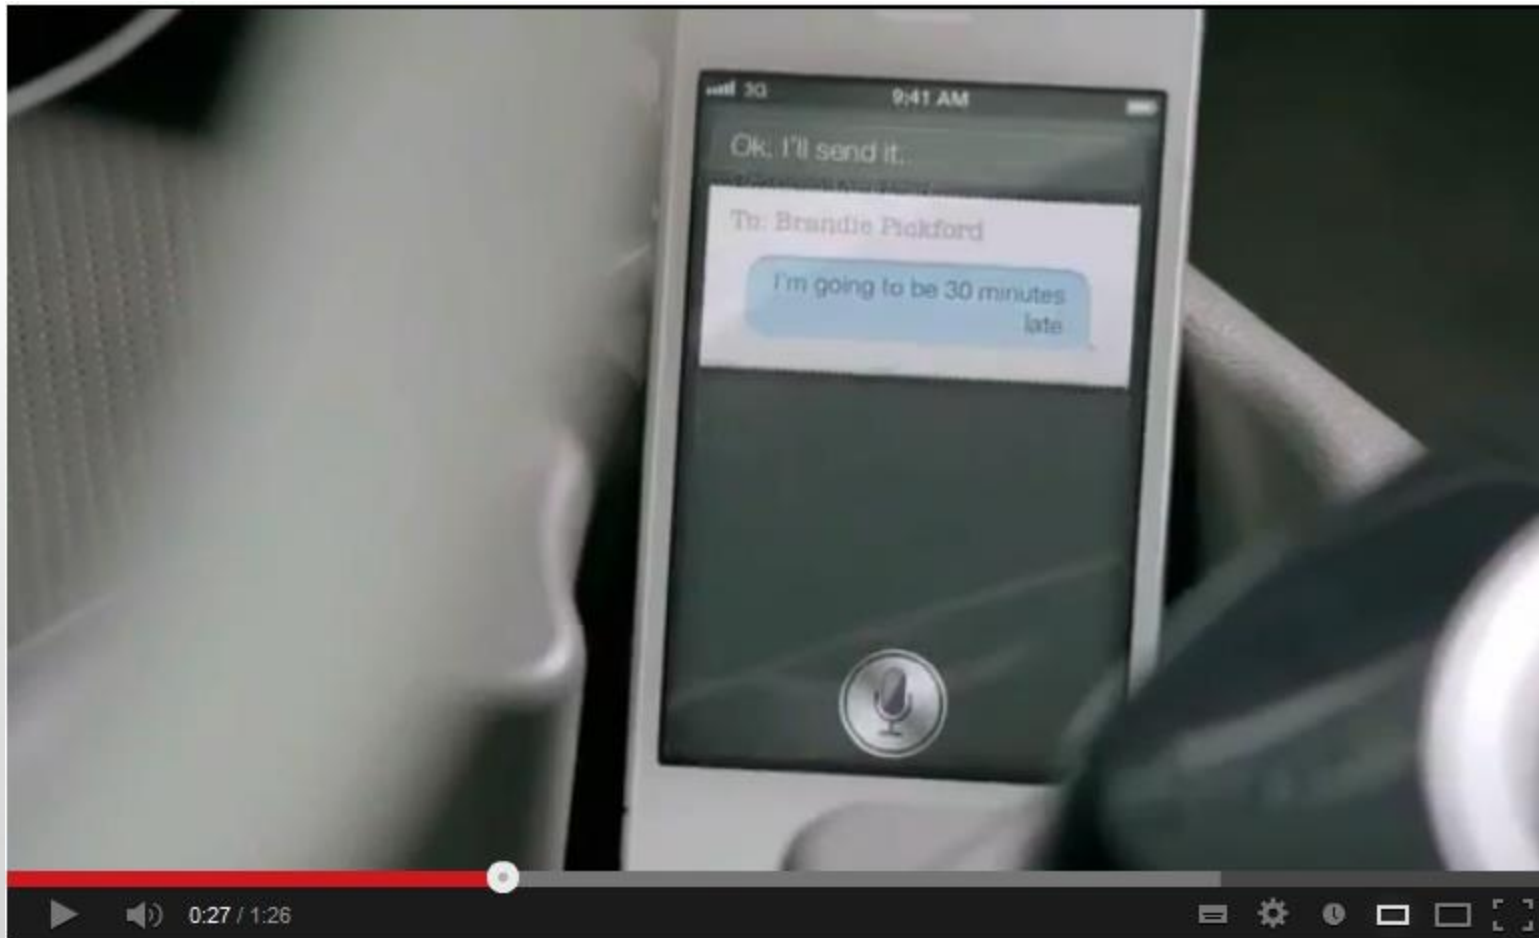 3G 9:41 AM
Ok, I'll send it.
To: Brandie Pickford
I'm going to be 30 minutes
late
0:27 / 1:26